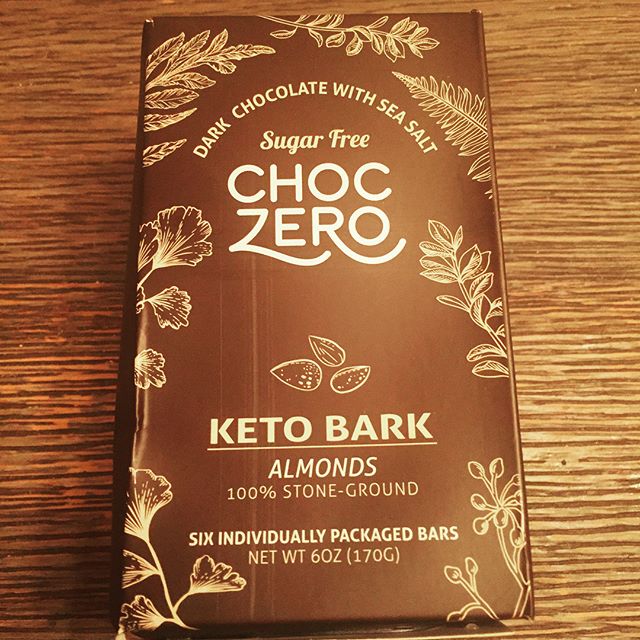 DARK CHOCOLATE WITH SEA SALT
Sugar Free
CHOC
ZERO
KETO BARK
ALMONDS
100% STONE-GROUND
SIX INDIVIDUALLY PACKAGED BARS
NET WT 6OZ (170G)